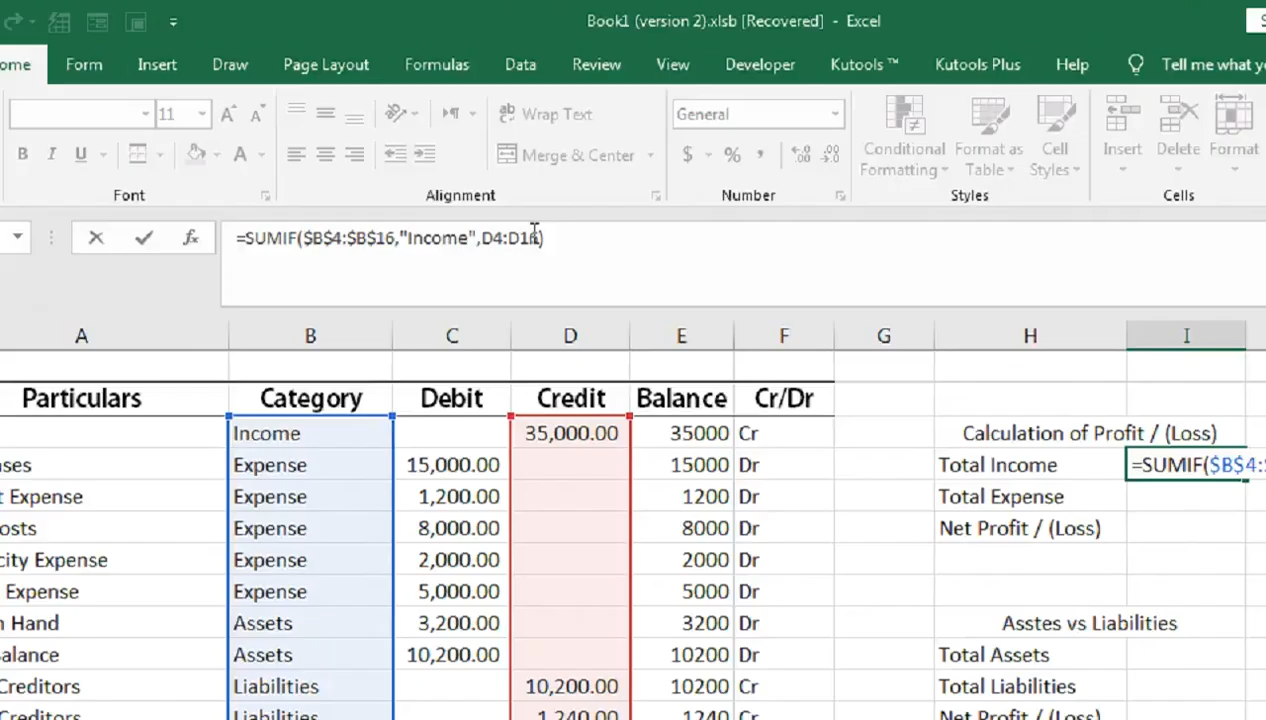 Book1 (version 2).xlsb [Recovered] - Excel
ome Form Insert Draw Page Layout Formulas Data Review View Developer Kutools ™ Kutools Plus Help Tell me what yo
11 A A ab Wrap Text General Conditional Format as Cell Insert Delete Format
B I U A Merge & Center $ % , Formatting Table Styles
Font Alignment Number Styles Cells
fx =SUMIF($B$4:$B$16,"Income",D4:D16)
A B C D E F G H I
Particulars Category Debit Credit Balance Cr/Dr
Income 35,000.00 35000 Cr Calculation of Profit / (Loss)
ses Expense 15,000.00 15000 Dr Total Income =SUMIF($B$4:
t Expense Expense 1,200.00 1200 Dr Total Expense
osts Expense 8,000.00 8000 Dr Net Profit / (Loss)
city Expense Expense 2,000.00 2000 Dr
Expense Expense 5,000.00 5000 Dr
n Hand Assets 3,200.00 3200 Dr Asstes vs Liabilities
alance Assets 10,200.00 10200 Dr Total Assets
Creditors Liabilities 10,200.00 10200 Cr Total Liabilities
Creditors Liabilities 1,240.00 1240 Cr Net Profit / (Loss)